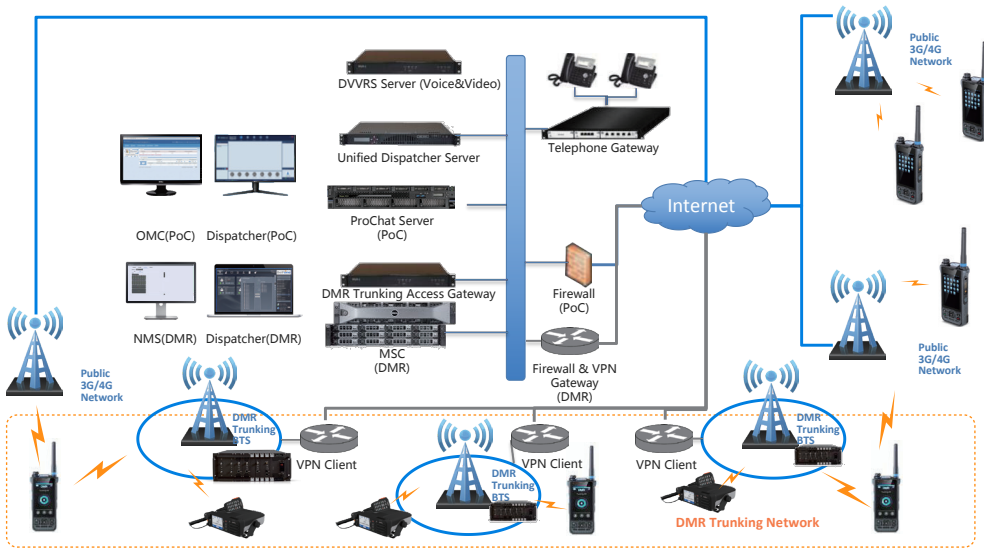 Public
3G/4G
Network
DVVRS Server (Voice&Video)
Unified Dispatcher Server
Telephone Gateway
ProChat Server
(PoC)
Internet
OMC(PoC)
Dispatcher(PoC)
DMR Trunking Access Gateway
Firewall
(PoC)
NMS(DMR)
Dispatcher(DMR)
MSC
(DMR)
Firewall & VPN
Gateway
(DMR)
Public
3G/4G
Network
Public
3G/4G
Network
DMR
Trunking
BTS
VPN Client
DMR
Trunking
BTS
VPN Client
VPN Client
DMR
Trunking
BTS
DMR Trunking Network